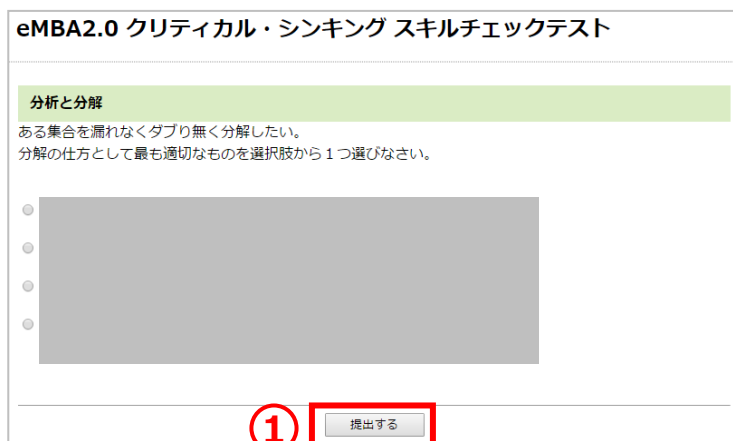 eMBA2.0 クリティカル・シンキング スキルチェックテスト
分析と分解
ある集合を漏れなくダブり無く分解したい。
分解の仕方として最も適切なものを選択肢から１つ選びなさい。
①
提出する